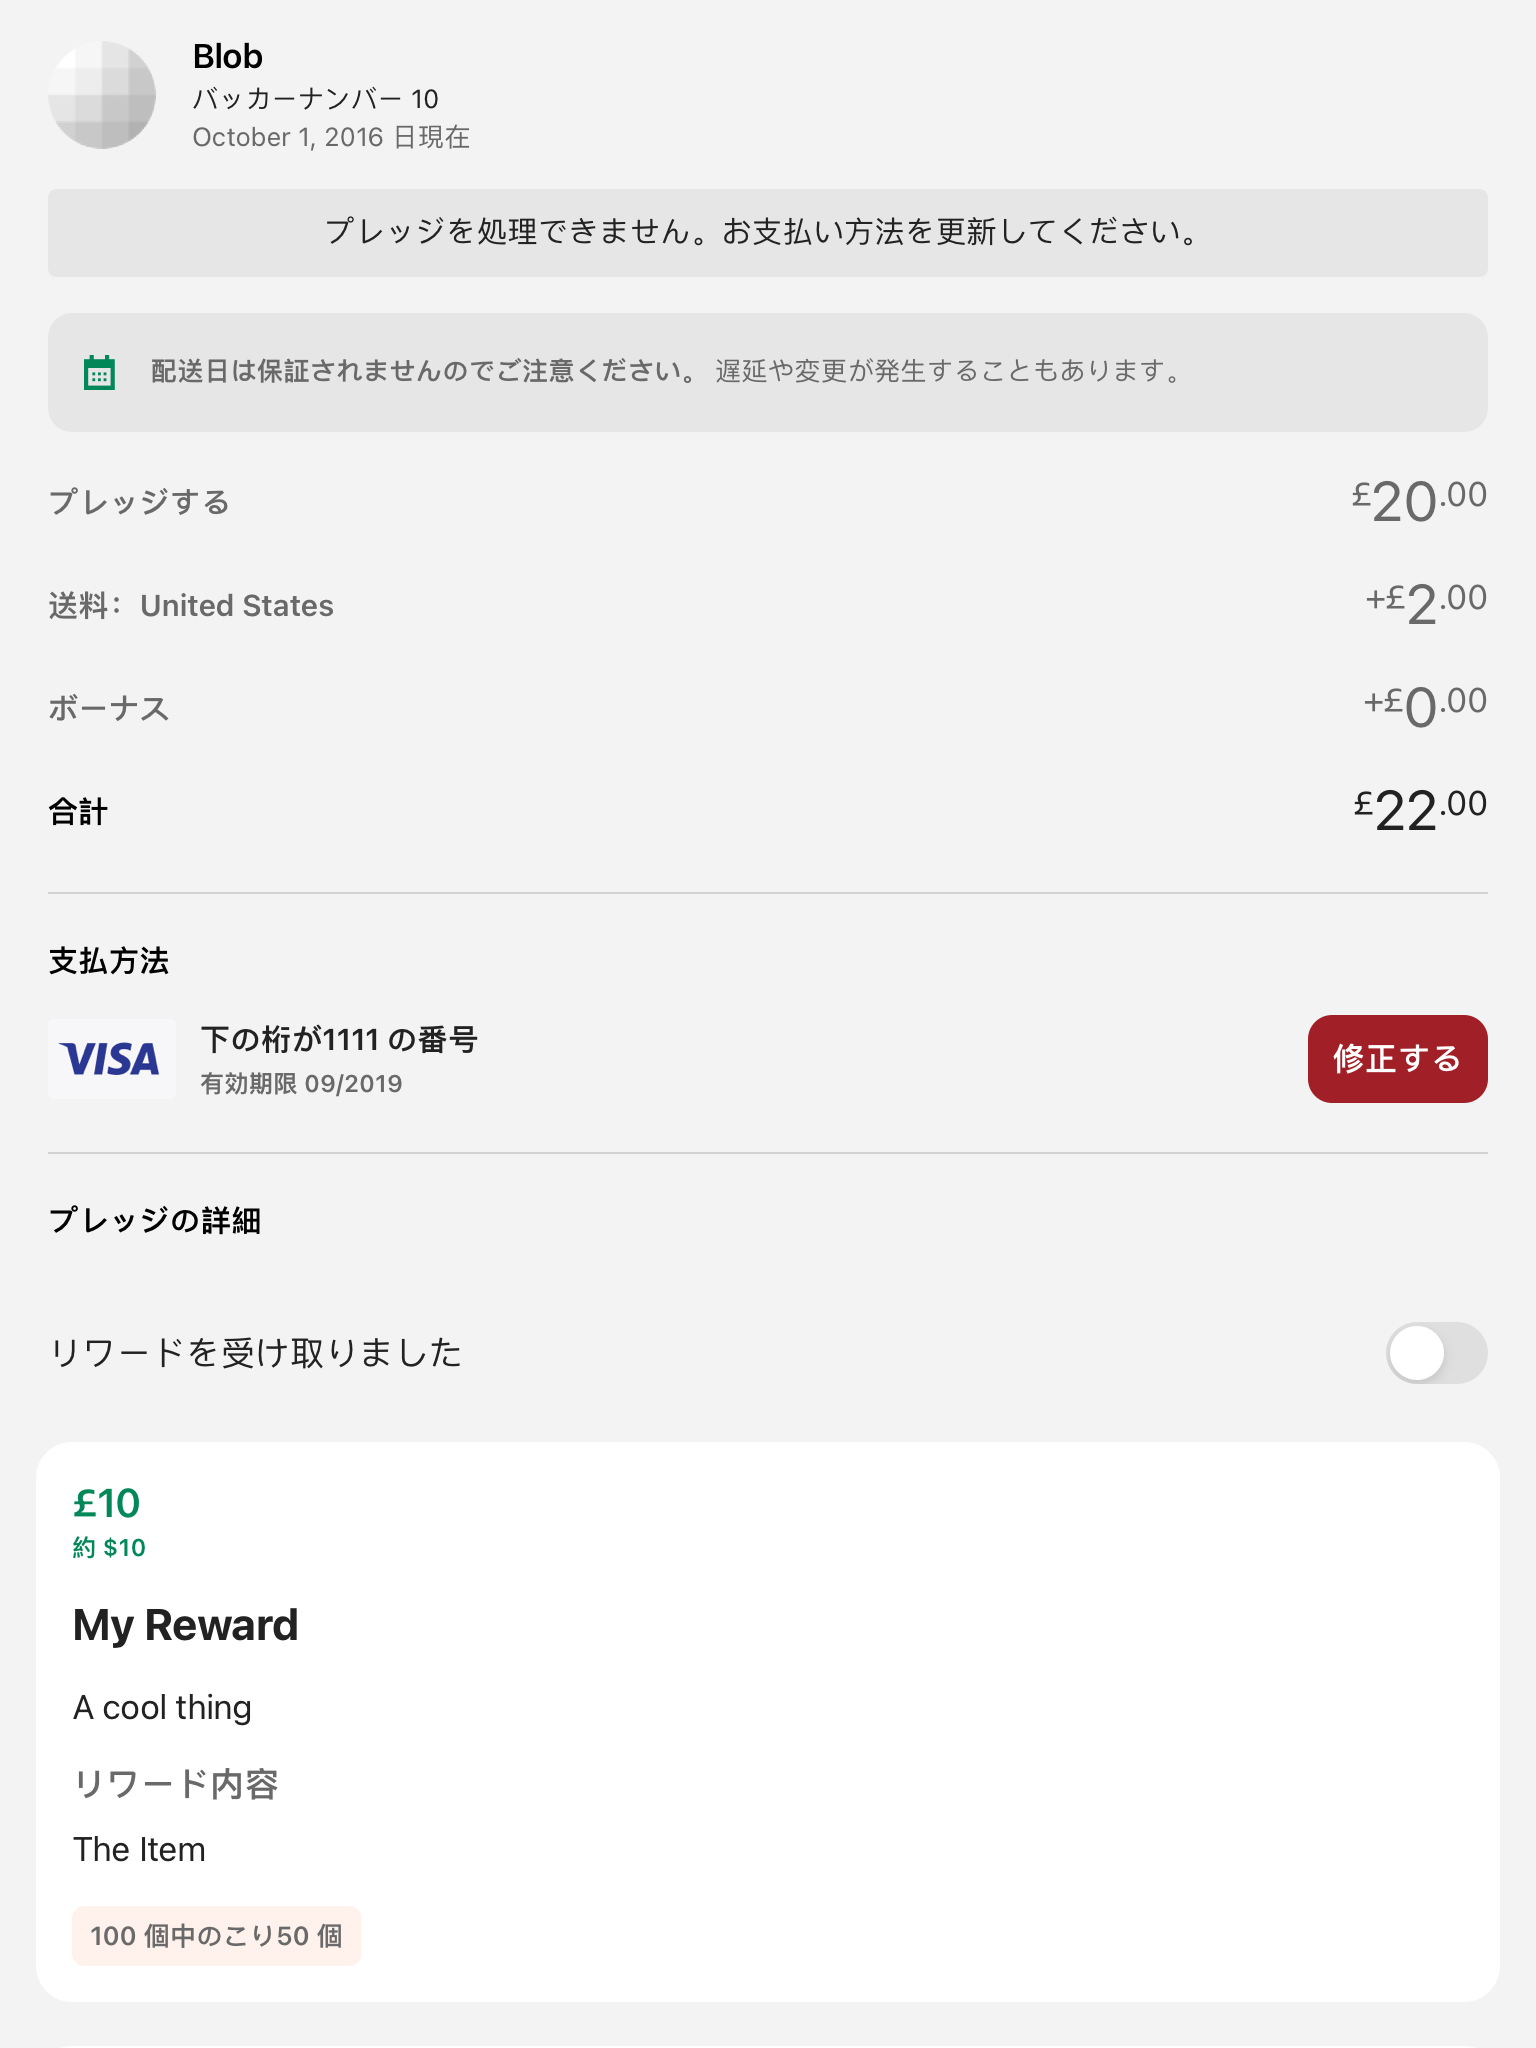 Blob
バッカーナンバー 10
October 1, 2016 日現在
プレッジを処理できません。お支払い方法を更新してください。
配送日は保証されませんのでご注意ください。 遅延や変更が発生することもあります。
プレッジする £20.00
送料： United States +£2.00
ボーナス +£0.00
合計 £22.00
支払方法
VISA
下の桁が1111 の番号
有効期限 09/2019
修正する
プレッジの詳細
リワードを受け取りました
£10
約 $10
My Reward
A cool thing
リワード内容
The Item
100 個中のこり50 個